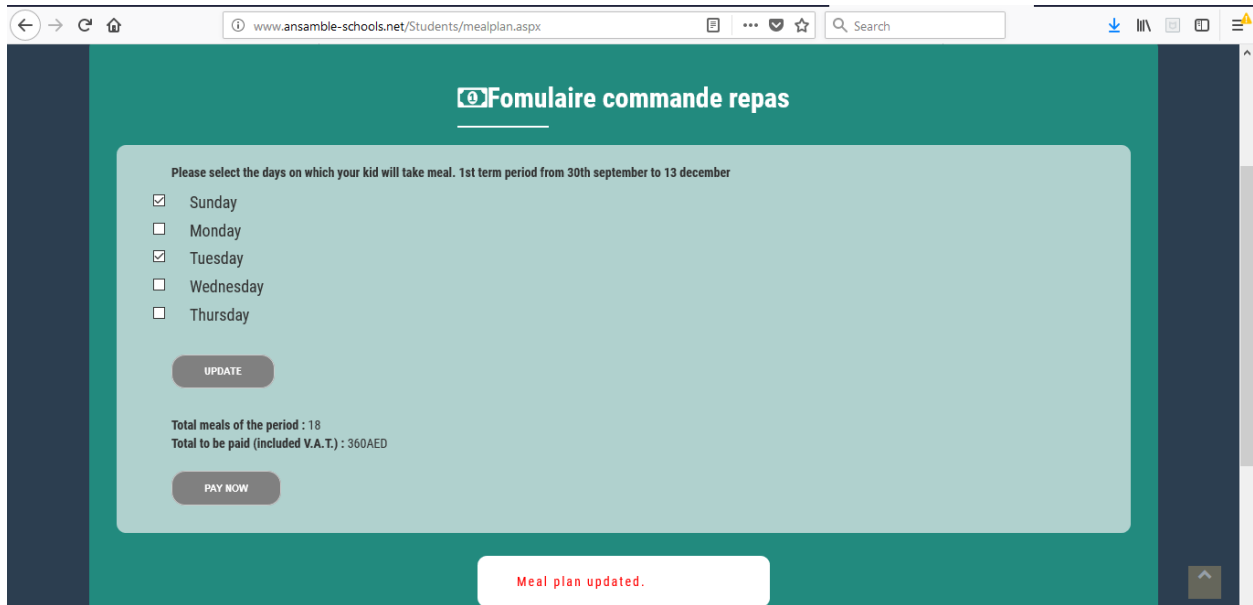 www.ansamble-schools.net/Students/mealplan.aspx
Search
Fomulaire commande repas
Please select the days on which your kid will take meal. 1st term period from 30th september to 13 december
Sunday
Monday
Tuesday
Wednesday
Thursday
UPDATE
Total meals of the period : 18
Total to be paid (included V.A.T.) : 360AED
PAY NOW
Meal plan updated.